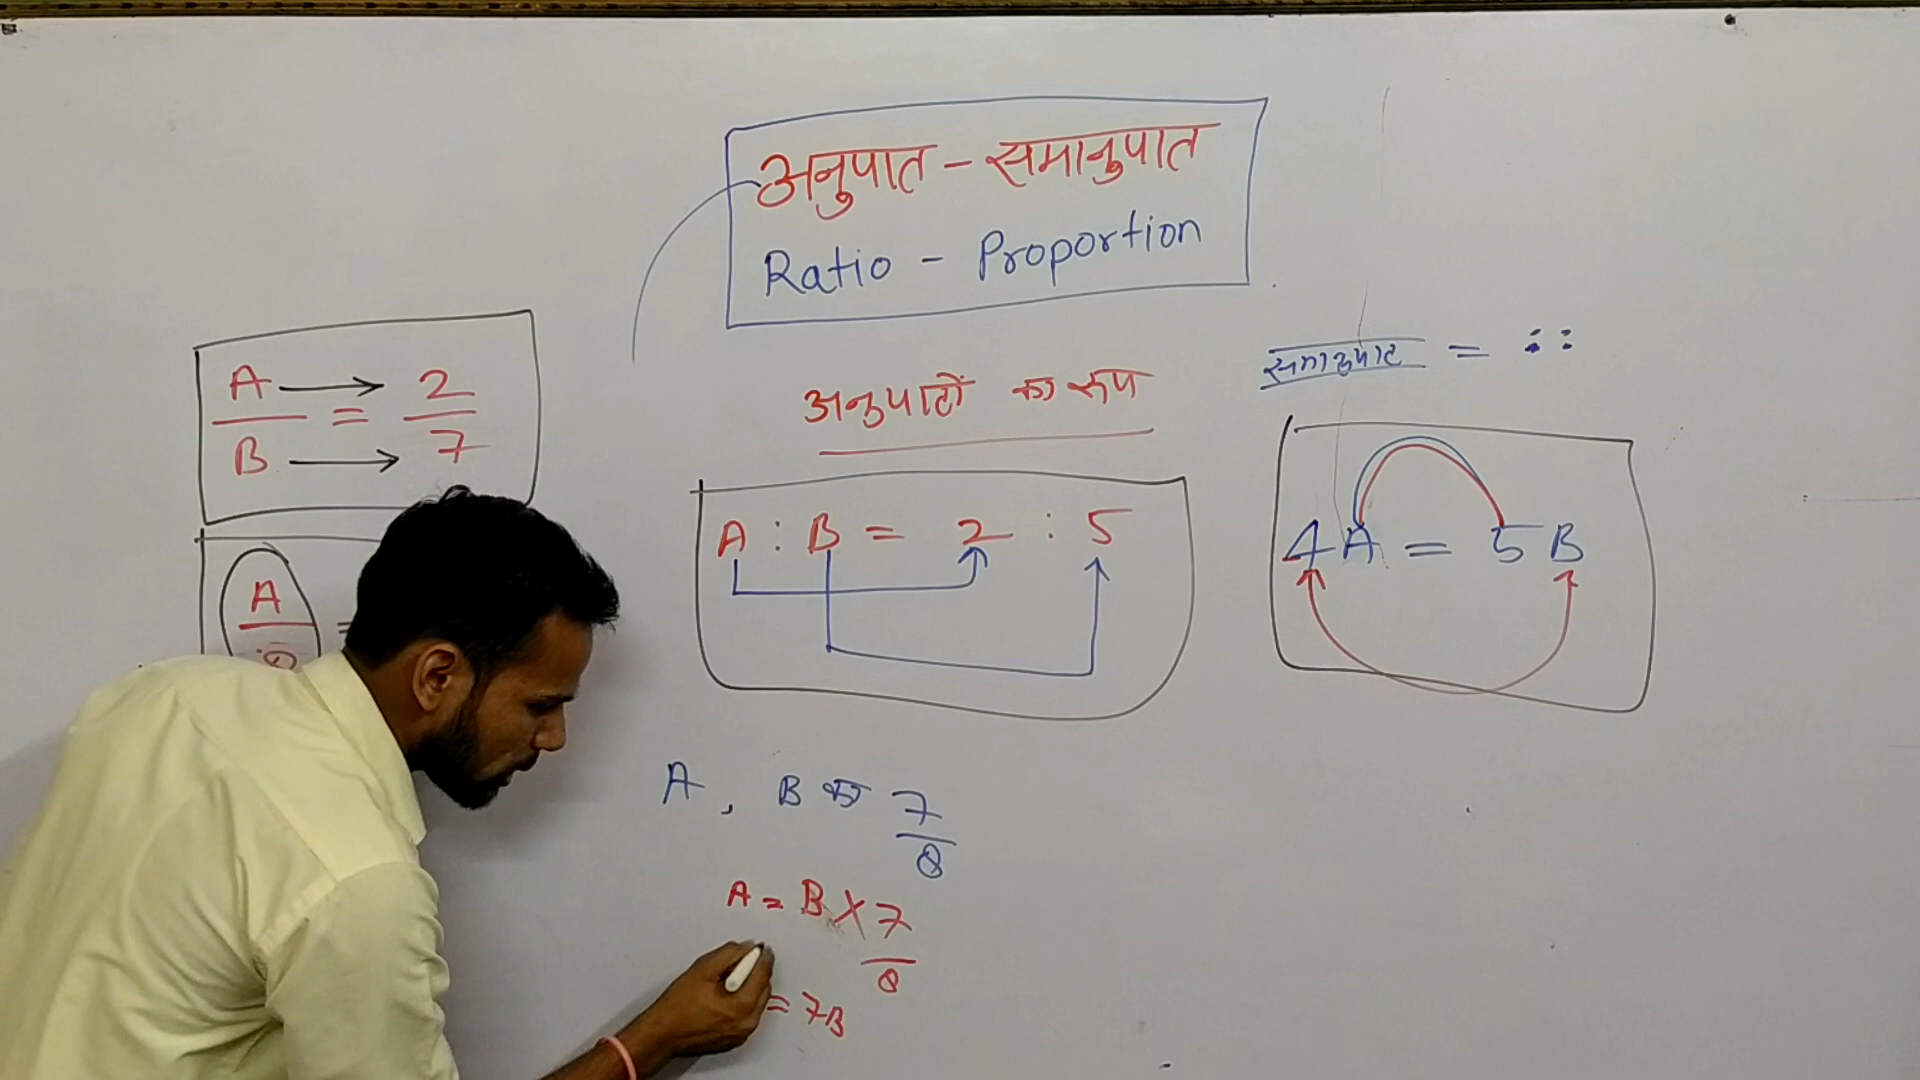 अनुपात - समानुपात
Ratio - Proportion
A → 2
B → 7
=
अनुपातों का रूप
समानुपात = ::
A : B = 2 : 5
4A = 5B
A
A , B का 7/8
A = B × 7/8
= 7B